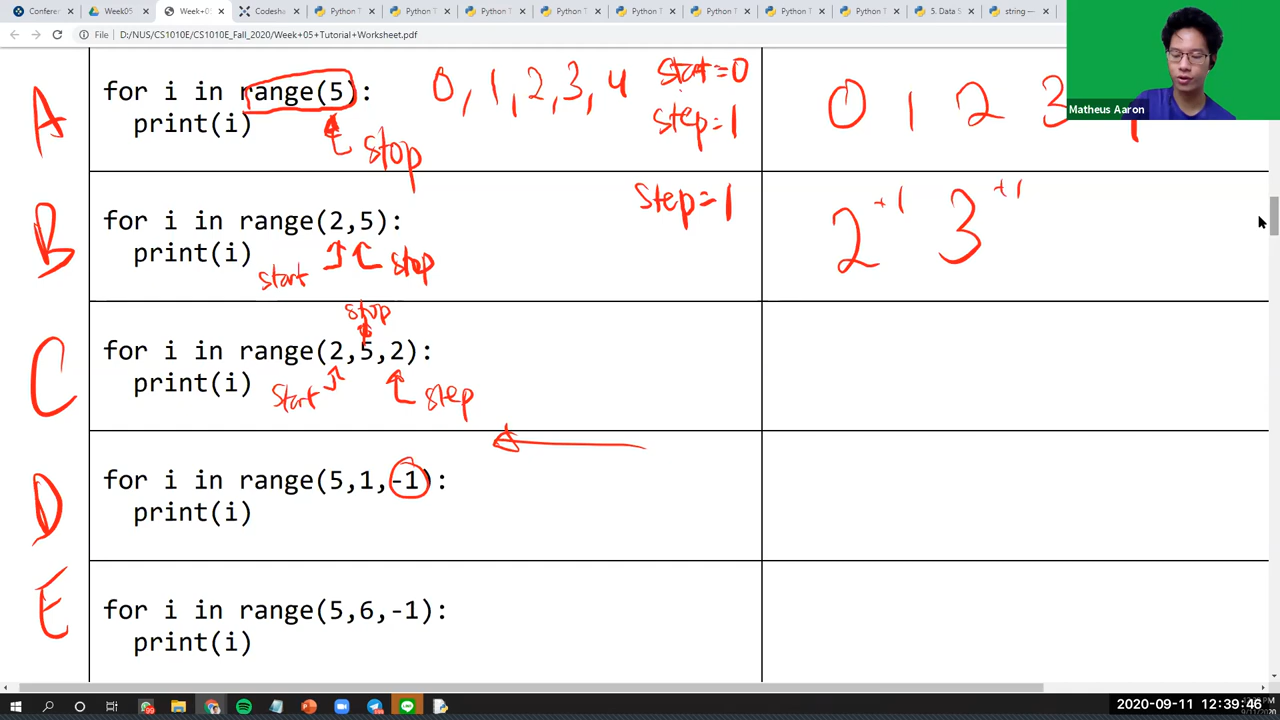 Conferen
Week05
Week+05
Codesha
Python T
Python T
Python T
Python T
Python T
Python T
Python T
Python T
5. Data S
string —
File D:/NUS/CS1010E/CS1010E_Fall_2020/Week+05+Tutorial+Worksheet.pdf
Matheus Aaron
A
for i in range(5):
print(i)
stop
0, 1, 2, 3, 4
start=0
step=1
0 1 2 3 4
B
for i in range(2,5):
print(i)
start
stop
step=1
2 +1 3 +1
C
stop
for i in range(2,5,2):
print(i)
start
step
D
for i in range(5,1,-1):
print(i)
E
for i in range(5,6,-1):
print(i)
2020-09-11 12:39:46